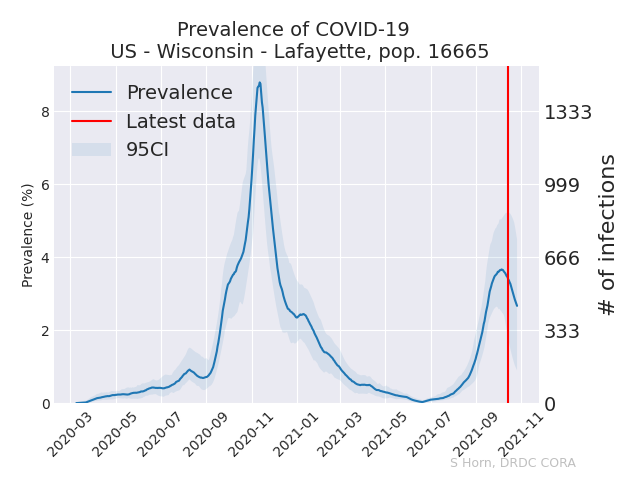 Prevalence of COVID-19
US - Wisconsin - Lafayette, pop. 16665
Prevalence
Latest data
95CI
Prevalence (%)
8
6
4
2
0
1333
999
666
333
0
# of infections
2020-03
2020-05
2020-07
2020-09
2020-11
2021-01
2021-03
2021-05
2021-07
2021-09
2021-11
S Horn, DRDC CORA